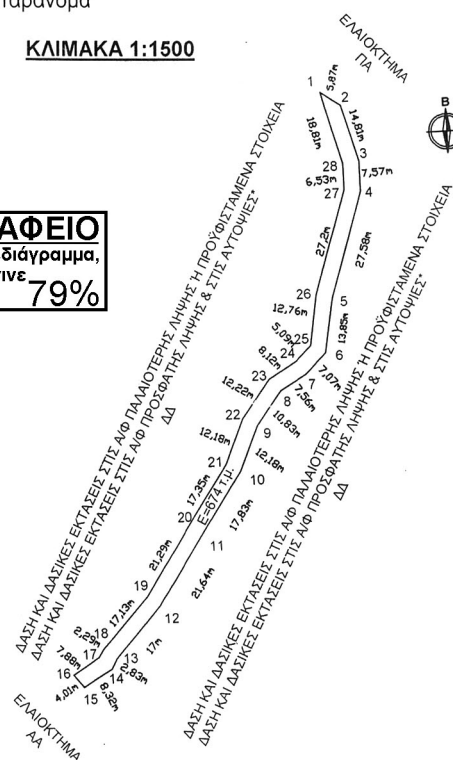 ταράνομα
ΚΛΙΜΑΚΑ 1:1500
ΕΛΑΙΟΚΤΗΜΑ
ΠΑ
Β
ΑΦΕΙΟ
διάγραμμα,
γινε 79%
ΔΑΣΗ ΚΑΙ ΔΑΣΙΚΕΣ ΕΚΤΑΣΕΙΣ ΣΤΙΣ Α/Φ ΠΑΛΑΙΟΤΕΡΗΣ ΛΗΨΗΣ Ή ΠΡΟΫΦΙΣΤΑΜΕΝΑ ΣΤΟΙΧΕΙΑ
ΔΑΣΗ ΚΑΙ ΔΑΣΙΚΕΣ ΕΚΤΑΣΕΙΣ ΣΤΙΣ Α/Φ ΠΡΟΣΦΑΤΗΣ ΛΗΨΗΣ & ΣΤΙΣ ΑΥΤΟΨΙΕΣ*
ΔΔ
1
5,87m
2
14,81m
18,81m
3
28
7,57m
6,53m
27
4
27,2m
27,58m
26
5
12,76m
13,85m
5,09m
25
24
6
8,12m
7,07m
23
7
7,56m
12,22m
8
22
10,83m
9
12,18m
12,18m
21
10
17,35m
Ε=674 τ.μ.
17,83m
20
11
21,29m
21,64m
19
12
17,13m
17m
18
2,29m
17
13
7,88m
2,83m
16
14
4,01m
8,32m
15
ΔΑΣΗ ΚΑΙ ΔΑΣΙΚΕΣ ΕΚΤΑΣΕΙΣ ΣΤΙΣ Α/Φ ΠΑΛΑΙΟΤΕΡΗΣ ΛΗΨΗΣ Ή ΠΡΟΫΦΙΣΤΑΜΕΝΑ ΣΤΟΙΧΕΙΑ
ΔΑΣΗ ΚΑΙ ΔΑΣΙΚΕΣ ΕΚΤΑΣΕΙΣ ΣΤΙΣ Α/Φ ΠΡΟΣΦΑΤΗΣ ΛΗΨΗΣ & ΣΤΙΣ ΑΥΤΟΨΙΕΣ*
ΔΔ
ΕΛΑΙΟΚΤΗΜΑ
ΑΑ